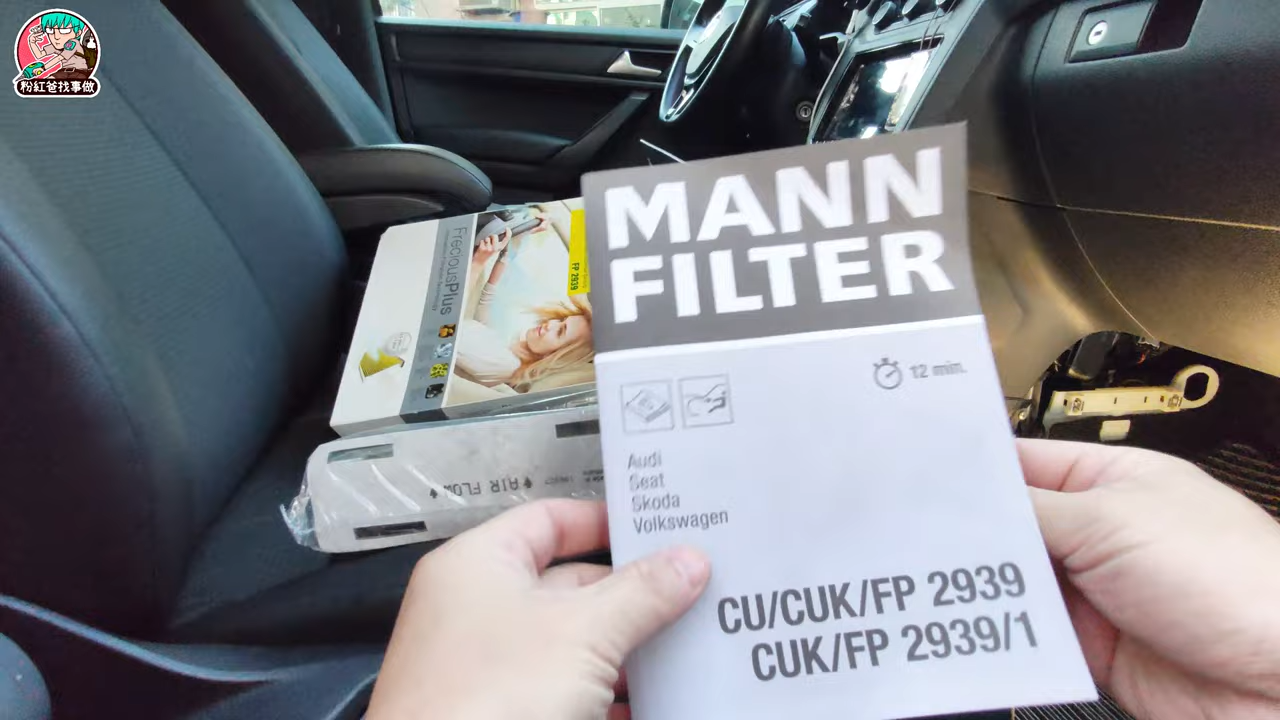 粉紅爸找事做
MANN
FILTER
12 min.
Audi
Seat
Skoda
Volkswagen
CU/CUK/FP 2939
CUK/FP 2939/1
FreciousPlus
FP 2939
AIR FLOW